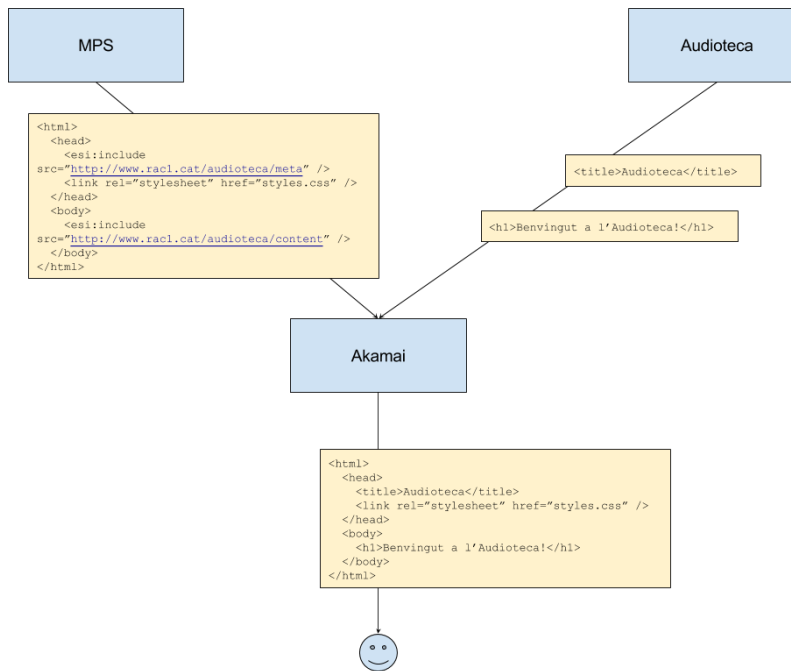 MPS
Audioteca
<html>
<head>
<esi:include
src=”http://www.rac1.cat/audioteca/meta” />
<link rel=”stylesheet” href=”styles.css” />
</head>
<body>
<esi:include
src=”http://www.rac1.cat/audioteca/content” />
</body>
</html>
<title>Audioteca</title>
<h1>Benvingut a l’Audioteca!</h1>
Akamai
<html>
<head>
<title>Audioteca</title>
<link rel=”stylesheet” href=”styles.css” />
</head>
<body>
<h1>Benvingut a l’Audioteca!</h1>
</body>
</html>